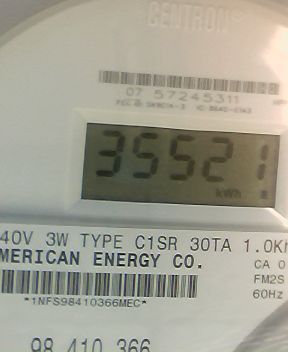 CENTRON®
07 57245311
35521
kWh
40V 3W TYPE C1SR 30TA 1.0K
MERICAN ENERGY CO.
CA 0
FM2S
60Hz
*1NFS98410366MEC*
98 410 366